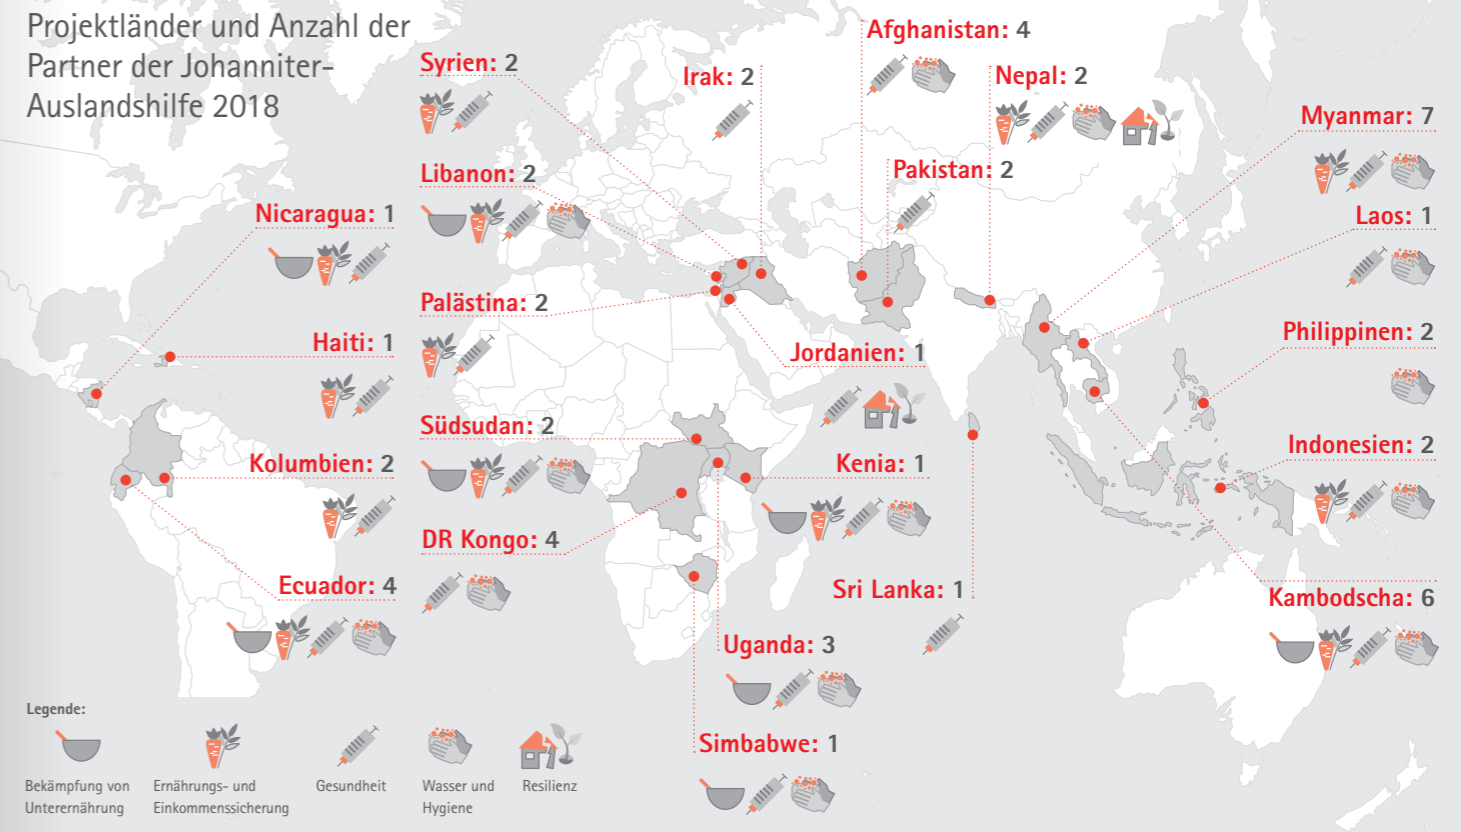 Projektländer und Anzahl der
Partner der Johanniter-
Auslandshilfe 2018
Syrien: 2
Irak: 2
Afghanistan: 4
Nepal: 2
Myanmar: 7
Libanon: 2
Pakistan: 2
Nicaragua: 1
Laos: 1
Palästina: 2
Haiti: 1
Jordanien: 1
Philippinen: 2
Südsudan: 2
Kolumbien: 2
Kenia: 1
Indonesien: 2
DR Kongo: 4
Ecuador: 4
Sri Lanka: 1
Kambodscha: 6
Uganda: 3
Simbabwe: 1
Legende:
Bekämpfung von
Unterernährung
Ernährungs- und
Einkommenssicherung
Gesundheit
Wasser und
Hygiene
Resilienz